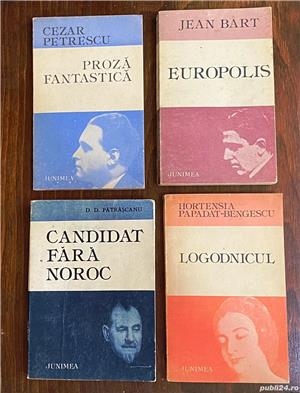 CEZAR
PETRESCU
PROZĂ
FANTASTICĂ
JUNIMEA
JEAN BART
EUROPOLIS
JUNIMEA
D. D. PĂTRĂŞCANU
CANDIDAT
FĂRĂ
NOROC
JUNIMEA
HORTENSIA
PAPADAT-BENGESCU
LOGODNICUL
JUNIMEA
publi24.ro